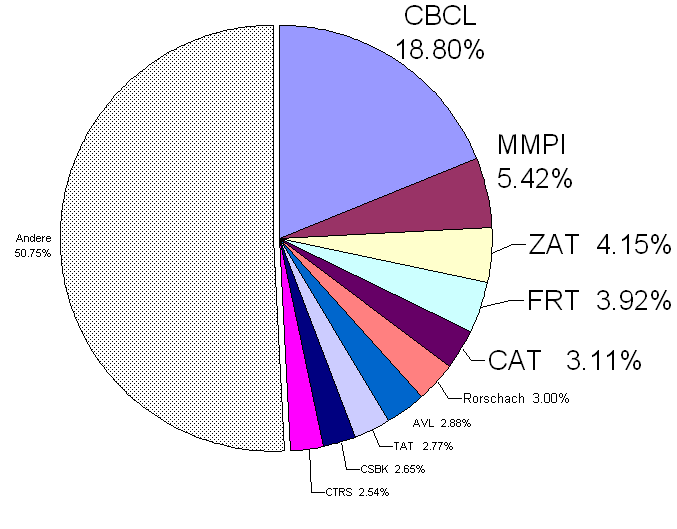 CBCL
18.80%
MMPI
5.42%
ZAT 4.15%
FRT 3.92%
CAT 3.11%
Rorschach 3.00%
AVL 2.88%
TAT 2.77%
CSBK 2.65%
CTRS 2.54%
Andere
50.75%